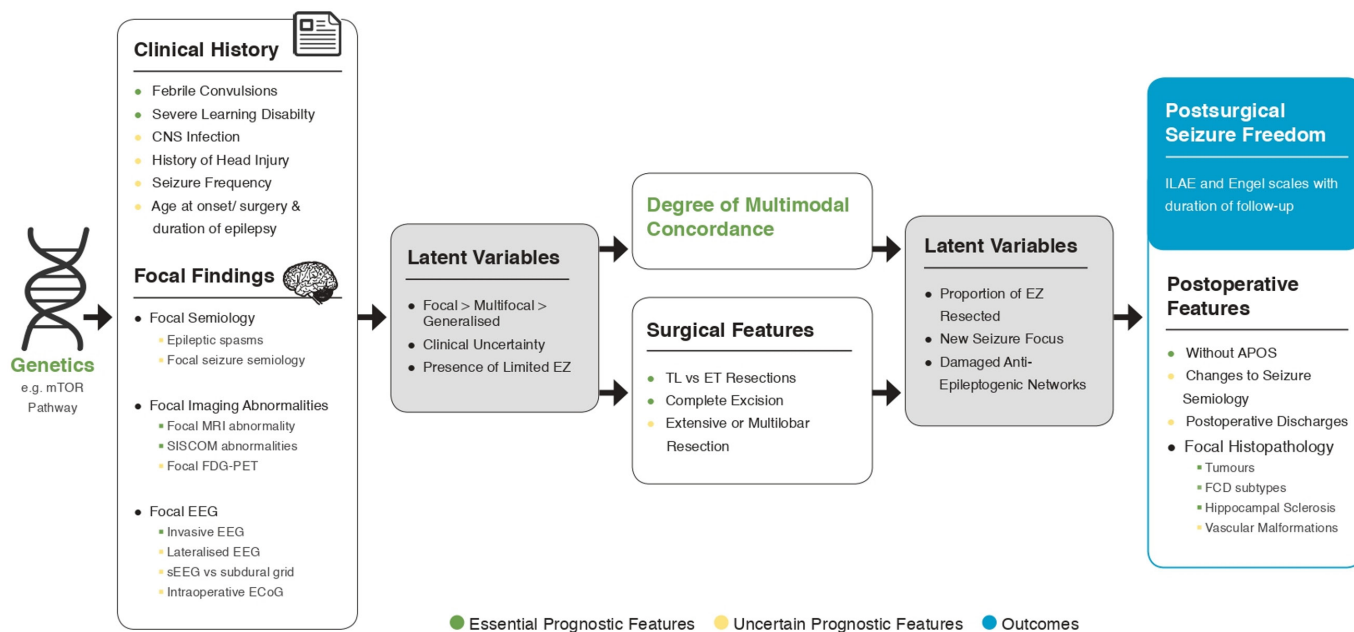 Genetics
e.g. mTOR
Pathway
Clinical History
Febrile Convulsions
Severe Learning Disabilty
CNS Infection
History of Head Injury
Seizure Frequency
Age at onset/ surgery &
duration of epilepsy
Focal Findings
Focal Semiology
Epileptic spasms
Focal seizure semiology
Focal Imaging Abnormalities
Focal MRI abnormality
SISCOM abnormalities
Focal FDG-PET
Focal EEG
Invasive EEG
Lateralised EEG
sEEG vs subdural grid
Intraoperative ECoG
Latent Variables
Focal > Multifocal >
Generalised
Clinical Uncertainty
Presence of Limited EZ
Degree of Multimodal
Concordance
Surgical Features
TL vs ET Resections
Complete Excision
Extensive or Multilobar
Resection
Latent Variables
Proportion of EZ
Resected
New Seizure Focus
Damaged Anti-
Epileptogenic Networks
Postsurgical
Seizure Freedom
ILAE and Engel scales with
duration of follow-up
Postoperative
Features
Without APOS
Changes to Seizure
Semiology
Postoperative Discharges
Focal Histopathology
Tumours
FCD subtypes
Hippocampal Sclerosis
Vascular Malformations
Essential Prognostic Features
Uncertain Prognostic Features
Outcomes